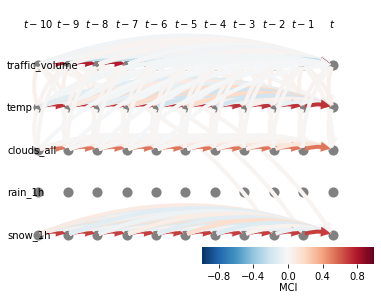 t − 10 t − 9 t − 8 t − 7 t − 6 t − 5 t − 4 t − 3 t − 2 t − 1 t
traffic_volume
temp
clouds_all
rain_1h
snow_1h
−0.8 −0.4 0.0 0.4 0.8
MCI